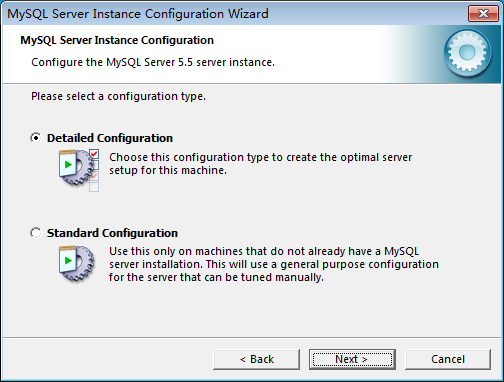 MySQL Server Instance Configuration Wizard
MySQL Server Instance Configuration
Configure the MySQL Server 5.5 server instance.
Please select a configuration type.
Detailed Configuration
Choose this configuration type to create the optimal server
setup for this machine.
Standard Configuration
Use this only on machines that do not already have a MySQL
server installation. This will use a general purpose configuration
for the server that can be tuned manually.
< Back
Next >
Cancel